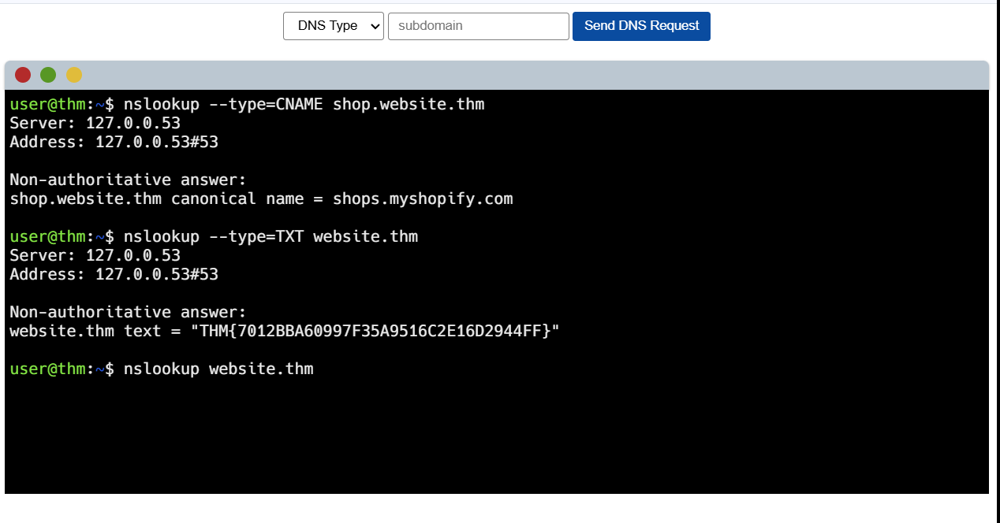 DNS Type subdomain Send DNS Request
user@thm:~$ nslookup --type=CNAME shop.website.thm
Server: 127.0.0.53
Address: 127.0.0.53#53
Non-authoritative answer:
shop.website.thm canonical name = shops.myshopify.com
user@thm:~$ nslookup --type=TXT website.thm
Server: 127.0.0.53
Address: 127.0.0.53#53
Non-authoritative answer:
website.thm text = "THM{7012BBA60997F35A9516C2E16D2944FF}"
user@thm:~$ nslookup website.thm